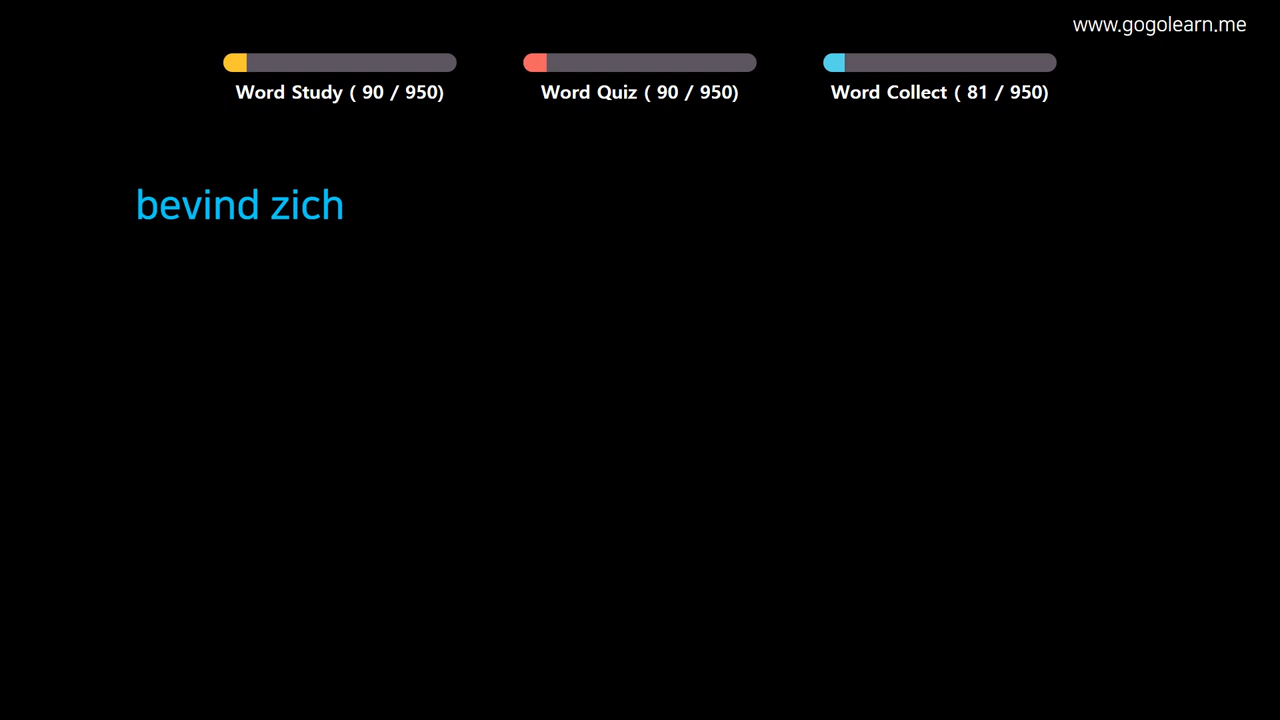 www.gogolearn.me
Word Study ( 90 / 950)
Word Quiz ( 90 / 950)
Word Collect ( 81 / 950)
bevind zich